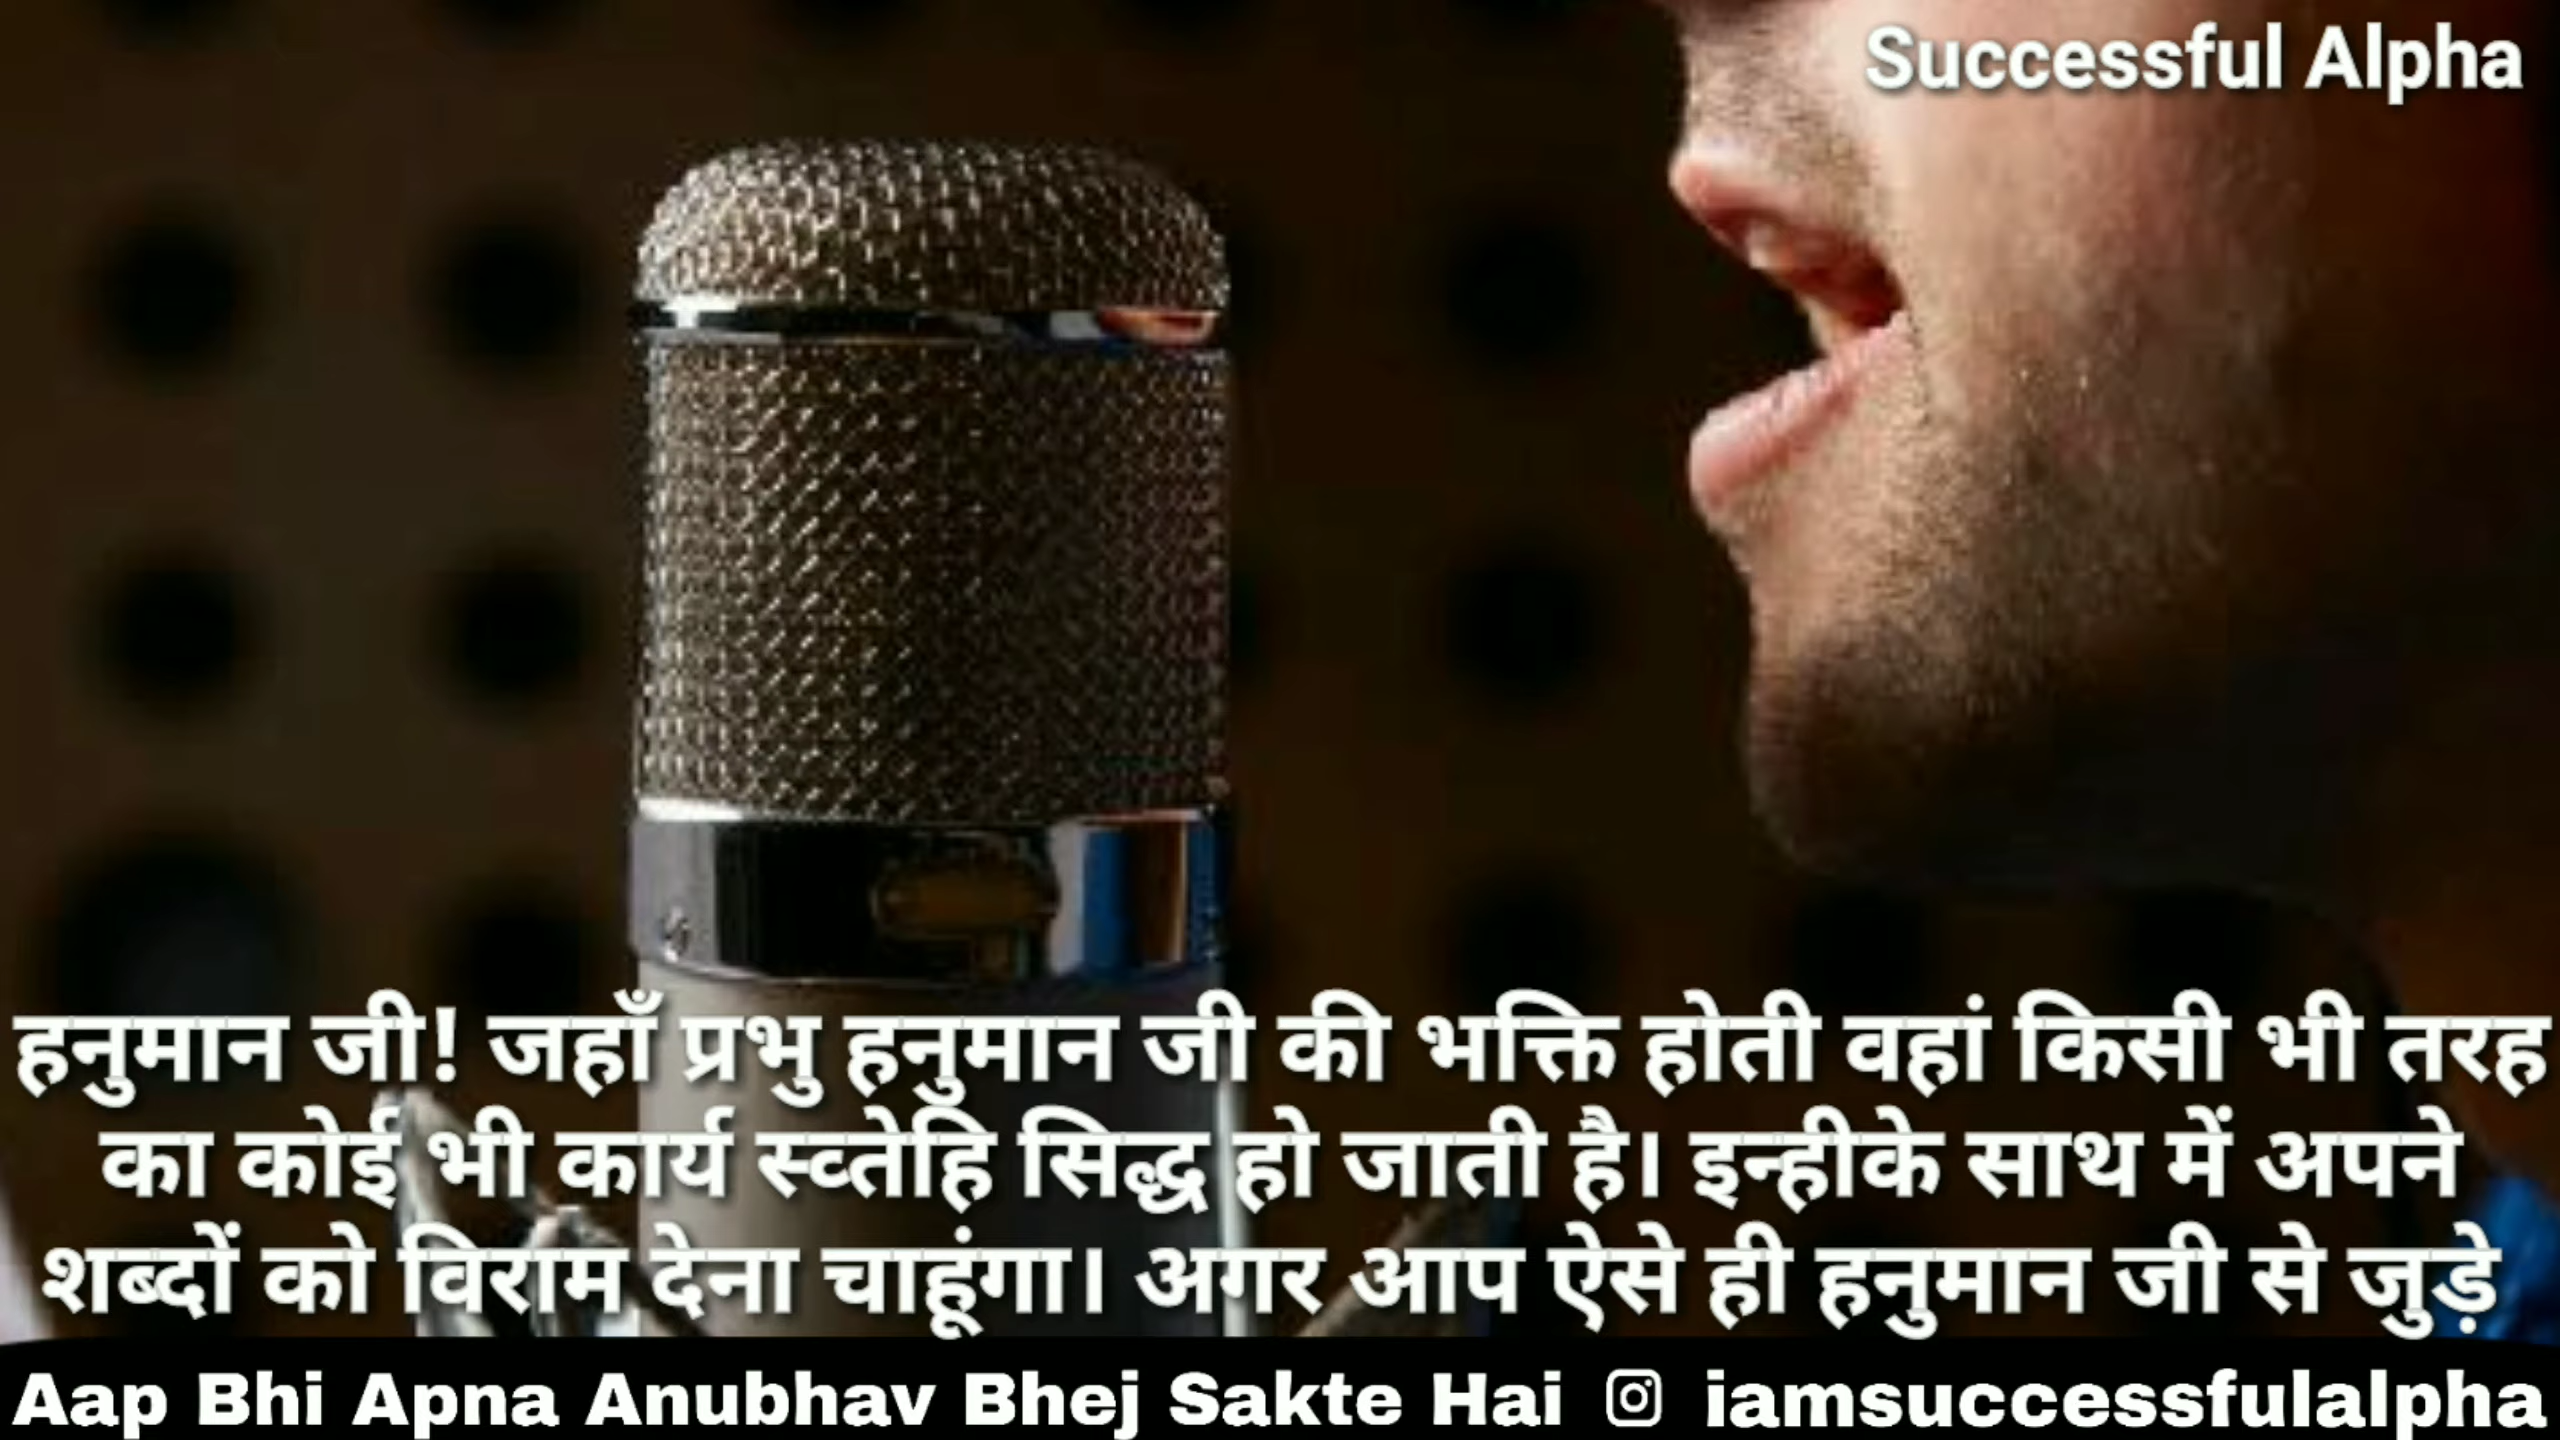 Successful Alpha
हनुमान जी! जहाँ प्रभु हनुमान जी की भक्ति होती वहां किसी भी तरह
का कोई भी कार्य स्व्तेहि सिद्ध हो जाती है। इन्हीके साथ में अपने
शब्दों को विराम देना चाहूंगा। अगर आप ऐसे ही हनुमान जी से जुड़े
Aap Bhi Apna Anubhav Bhej Sakte Hai iamsuccessfulalpha